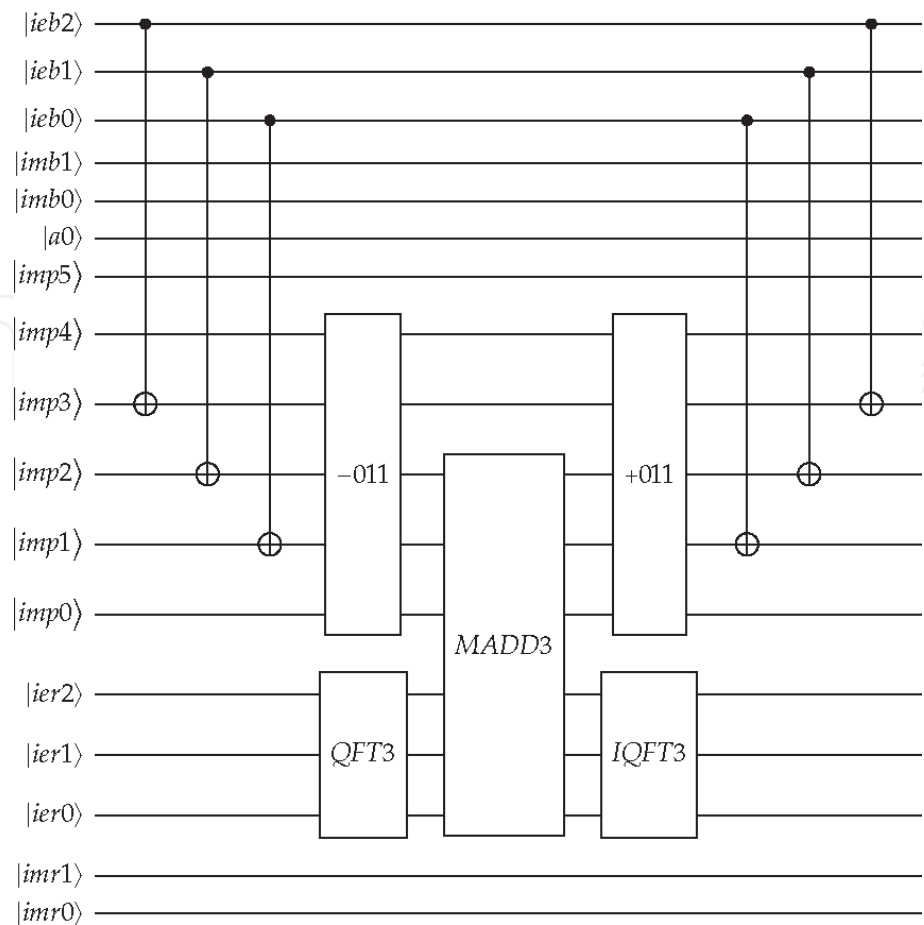 |ieb2⟩
|ieb1⟩
|ieb0⟩
|imb1⟩
|imb0⟩
|a0⟩
|imp5⟩
|imp4⟩
|imp3⟩
|imp2⟩
−011
+011
|imp1⟩
|imp0⟩
MADD3
|ier2⟩
|ier1⟩
QFT3
IQFT3
|ier0⟩
|imr1⟩
|imr0⟩